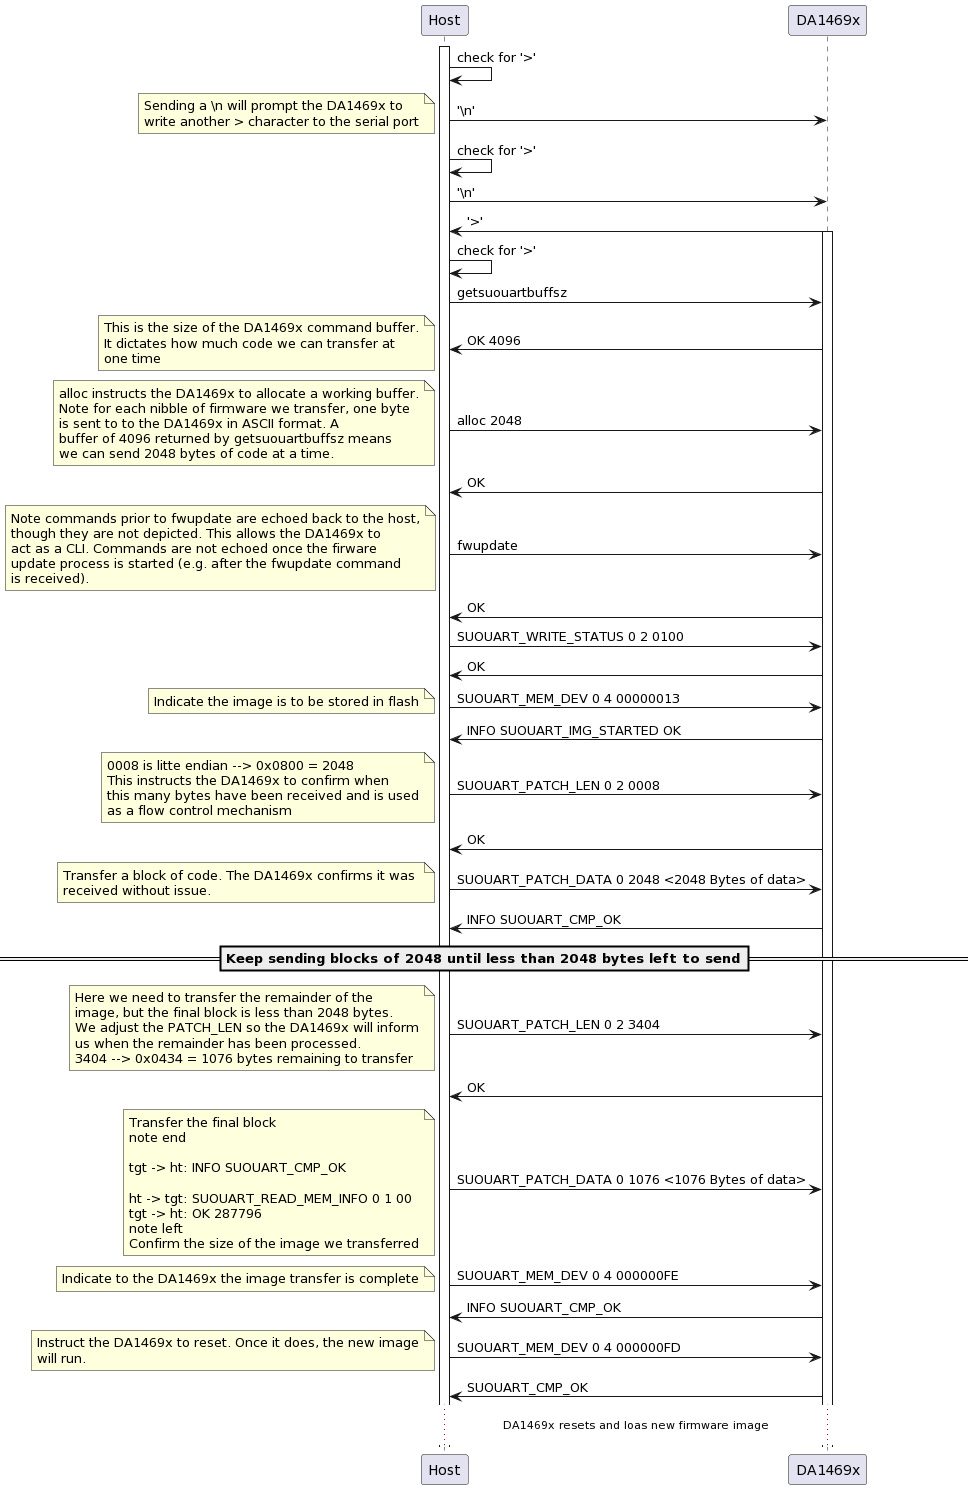 Host
DA1469x
check for '>'
Sending a \n will prompt the DA1469x to
write another > character to the serial port
'\n'
check for '>'
'\n'
'>'
check for '>'
getsuouartbuffsz
This is the size of the DA1469x command buffer.
It dictates how much code we can transfer at
one time
OK 4096
alloc instructs the DA1469x to allocate a working buffer.
Note for each nibble of firmware we transfer, one byte
is sent to to the DA1469x in ASCII format. A
buffer of 4096 returned by getsuouartbuffsz means
we can send 2048 bytes of code at a time.
alloc 2048
OK
Note commands prior to fwupdate are echoed back to the host,
though they are not depicted. This allows the DA1469x to
act as a CLI. Commands are not echoed once the firware
update process is started (e.g. after the fwupdate command
is received).
fwupdate
OK
SUOUART_WRITE_STATUS 0 2 0100
OK
Indicate the image is to be stored in flash
SUOUART_MEM_DEV 0 4 00000013
INFO SUOUART_IMG_STARTED OK
0008 is litte endian --> 0x0800 = 2048
This instructs the DA1469x to confirm when
this many bytes have been received and is used
as a flow control mechanism
SUOUART_PATCH_LEN 0 2 0008
OK
Transfer a block of code. The DA1469x confirms it was
received without issue.
SUOUART_PATCH_DATA 0 2048 <2048 Bytes of data>
INFO SUOUART_CMP_OK
Keep sending blocks of 2048 until less than 2048 bytes left to send
Here we need to transfer the remainder of the
image, but the final block is less than 2048 bytes.
We adjust the PATCH_LEN so the DA1469x will inform
us when the remainder has been processed.
3404 --> 0x0434 = 1076 bytes remaining to transfer
SUOUART_PATCH_LEN 0 2 3404
OK
Transfer the final block
note end
tgt -> ht: INFO SUOUART_CMP_OK
ht -> tgt: SUOUART_READ_MEM_INFO 0 1 00
tgt -> ht: OK 287796
note left
Confirm the size of the image we transferred
SUOUART_PATCH_DATA 0 1076 <1076 Bytes of data>
Indicate to the DA1469x the image transfer is complete
SUOUART_MEM_DEV 0 4 000000FE
INFO SUOUART_CMP_OK
Instruct the DA1469x to reset. Once it does, the new image
will run.
SUOUART_MEM_DEV 0 4 000000FD
SUOUART_CMP_OK
DA1469x resets and loas new firmware image
Host
DA1469x